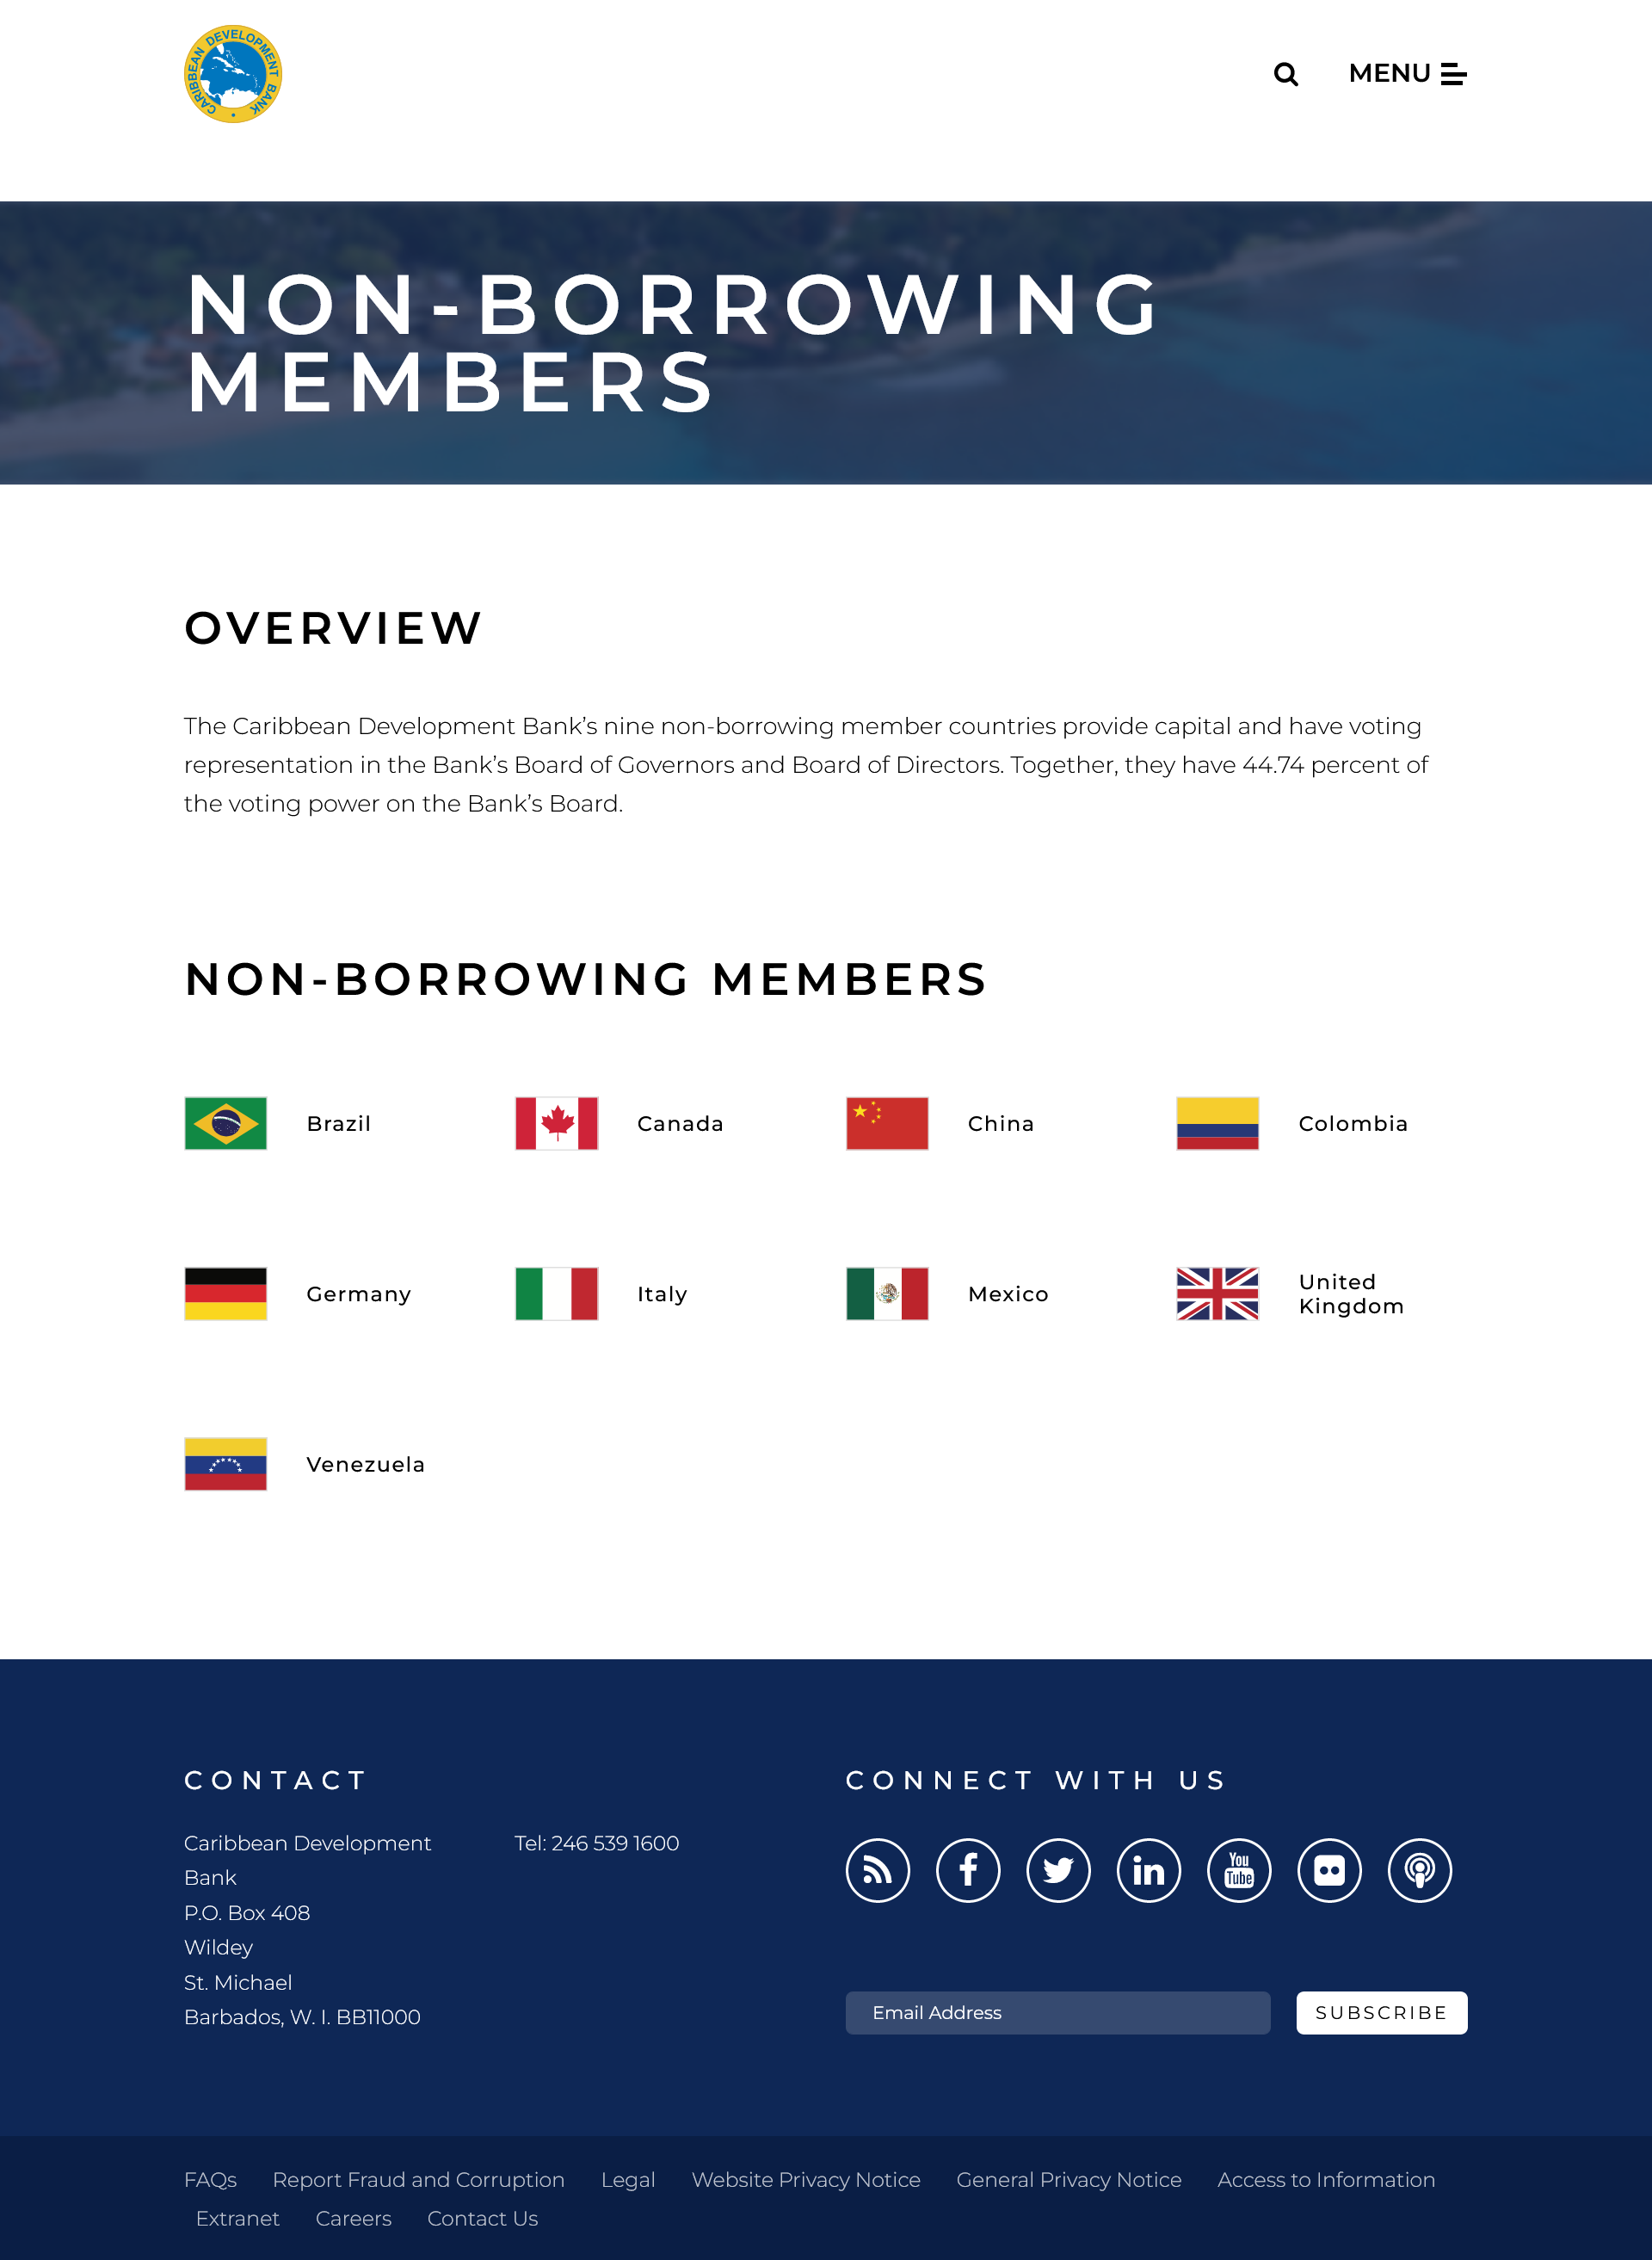 CARIBBEAN DEVELOPMENT BANK
MENU
NON-BORROWING
MEMBERS
OVERVIEW
The Caribbean Development Bank’s nine non-borrowing member countries provide capital and have voting
representation in the Bank’s Board of Governors and Board of Directors. Together, they have 44.74 percent of
the voting power on the Bank’s Board.
NON-BORROWING MEMBERS
Brazil
Canada
China
Colombia
Germany
Italy
Mexico
United
Kingdom
Venezuela
CONTACT
Caribbean Development
Bank
P.O. Box 408
Wildey
St. Michael
Barbados, W. I. BB11000
Tel: 246 539 1600
CONNECT WITH US
You
Tube
Email Address
SUBSCRIBE
FAQs Report Fraud and Corruption Legal Website Privacy Notice General Privacy Notice Access to Information
Extranet Careers Contact Us